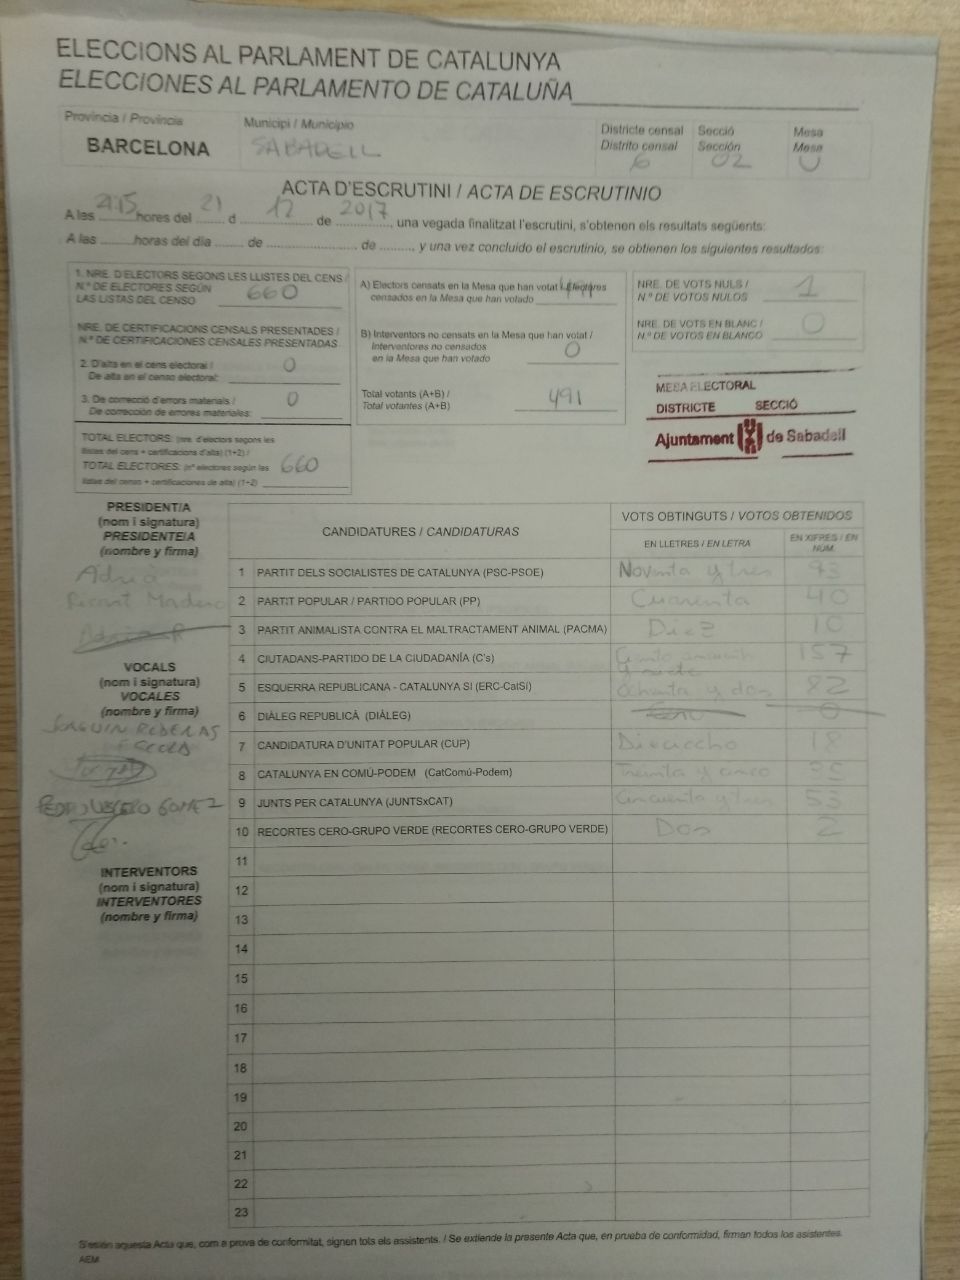 ELECCIONS AL PARLAMENT DE CATALUNYA
ELECCIONES AL PARLAMENTO DE CATALUÑA
Província / Provincia
BARCELONA
Municipi / Municipio
SABADELL
Districte censal
Distrito censal
6
Secció
Sección
02
Mesa
Mesa
U
ACTA D'ESCRUTINI / ACTA DE ESCRUTINIO
A les 21:15 hores del 21 d 12 de 2017, una vegada finalitzat l'escrutini, s'obtenen els resultats següents:
A las ........horas del día ....... de ........................ de ........, y una vez concluido el escrutinio, se obtienen los siguientes resultados:
1. NRE. D'ELECTORS SEGONS LES LLISTES DEL CENS /
N.º DE ELECTORES SEGÚN
LAS LISTAS DEL CENSO 660
NRE. DE CERTIFICACIONS CENSALS PRESENTADES /
N.º DE CERTIFICACIONES CENSALES PRESENTADAS
2. D'alta en el cens electoral /
De alta en el censo electoral: 0
3. De correcció d'errors materials /
De corrección de errores materiales: 0
TOTAL ELECTORS: (nre. d'electors segons les
llistes del cens + certificacions d'alta) (1+2) /
TOTAL ELECTORES: (nº electores según las
listas del censo + certificaciones de alta) (1+2) 660
A) Electors censats en la Mesa que han votat / Electores
censados en la Mesa que han votado
B) Interventors no censats en la Mesa que han votat /
Interventores no censados
en la Mesa que han votado 0
Total votants (A+B) /
Total votantes (A+B) 491
NRE. DE VOTS NULS /
N.º DE VOTOS NULOS 1
NRE. DE VOTS EN BLANC /
N.º DE VOTOS EN BLANCO 0
MESA ELECTORAL
DISTRICTE SECCIÓ
Ajuntament de Sabadell
PRESIDENT/A
(nom i signatura)
PRESIDENTE/A
(nombre y firma)
Adrià
Ricart
VOCALS
(nom i signatura)
VOCALES
(nombre y firma)
JOAQUIN RODENAS
PEDRO GOMEZ
INTERVENTORS
(nom i signatura)
INTERVENTORES
(nombre y firma)
CANDIDATURES / CANDIDATURAS
VOTS OBTINGUTS / VOTOS OBTENIDOS
EN LLETRES / EN LETRA
EN XIFRES / EN NÚM.
1 PARTIT DELS SOCIALISTES DE CATALUNYA (PSC-PSOE) Noventa y tres 93
2 PARTIT POPULAR / PARTIDO POPULAR (PP) Cuarenta 40
3 PARTIT ANIMALISTA CONTRA EL MALTRACTAMENT ANIMAL (PACMA) Diez 10
4 CIUTADANS-PARTIDO DE LA CIUDADANÍA (C's) 157
5 ESQUERRA REPUBLICANA - CATALUNYA SÍ (ERC-CatSí) Ochenta y dos 82
6 DIÀLEG REPUBLICÀ (DIÀLEG) Cero 0
7 CANDIDATURA D'UNITAT POPULAR (CUP) Dieciocho 18
8 CATALUNYA EN COMÚ-PODEM (CatComú-Podem) Treinta y cinco 35
9 JUNTS PER CATALUNYA (JUNTSxCAT) Cincuenta y tres 53
10 RECORTES CERO-GRUPO VERDE (RECORTES CERO-GRUPO VERDE) Dos 2
11
12
13
14
15
16
17
18
19
20
21
22
23
S'estén aquesta Acta que, com a prova de conformitat, signen tots els assistents. / Se extiende la presente Acta que, en prueba de conformidad, firman todos los asistentes.
AEM